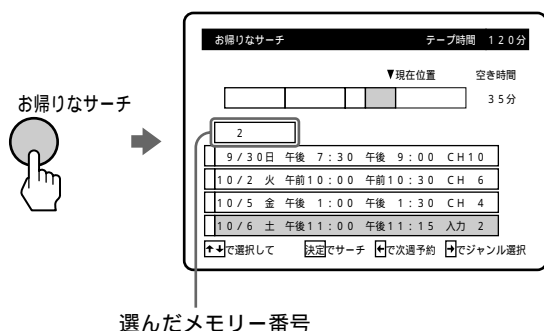 お帰りなサーチ
お帰りなサーチ テープ時間 120分
▼現在位置 空き時間
35分
2
9/30日 午後 7:30 午後 9:00 CH10
10/2 火 午前10:00 午前10:30 CH 6
10/5 金 午後 1:00 午後 1:30 CH 4
10/6 土 午後11:00 午後11:15 入力 2
↑↓で選択して 決定でサーチ ←で次週予約 →でジャンル選択
選んだメモリー番号